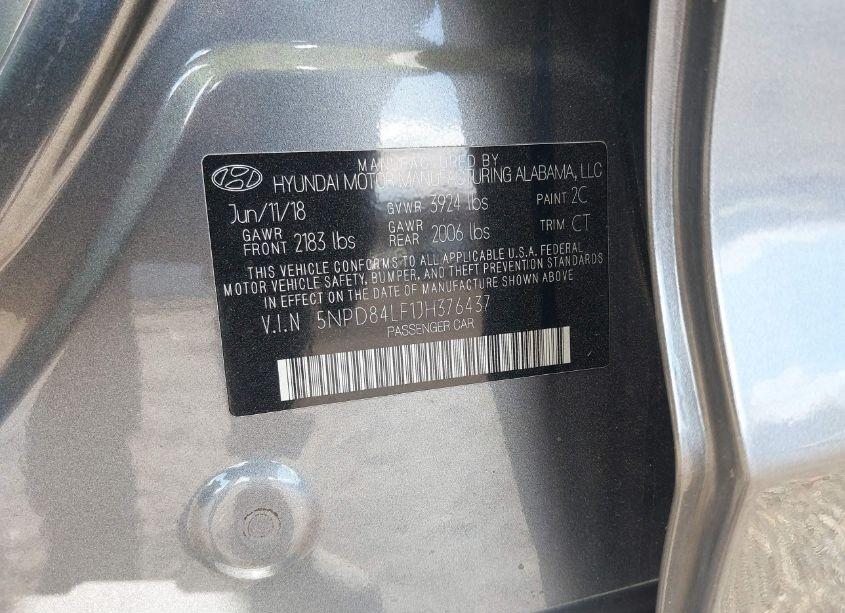 MANUFACTURED BY
HYUNDAI MOTOR MANUFACTURING ALABAMA, LLC
Jun/11/18 GVWR 3924 lbs PAINT 2C
GAWR FRONT 2183 lbs GAWR REAR 2006 lbs TRIM CT
THIS VEHICLE CONFORMS TO ALL APPLICABLE U.S.A. FEDERAL
MOTOR VEHICLE SAFETY, BUMPER, AND THEFT PREVENTION STANDARDS
IN EFFECT ON THE DATE OF MANUFACTURE SHOWN ABOVE
V.I.N 5NPD84LF1JH376437
PASSENGER CAR